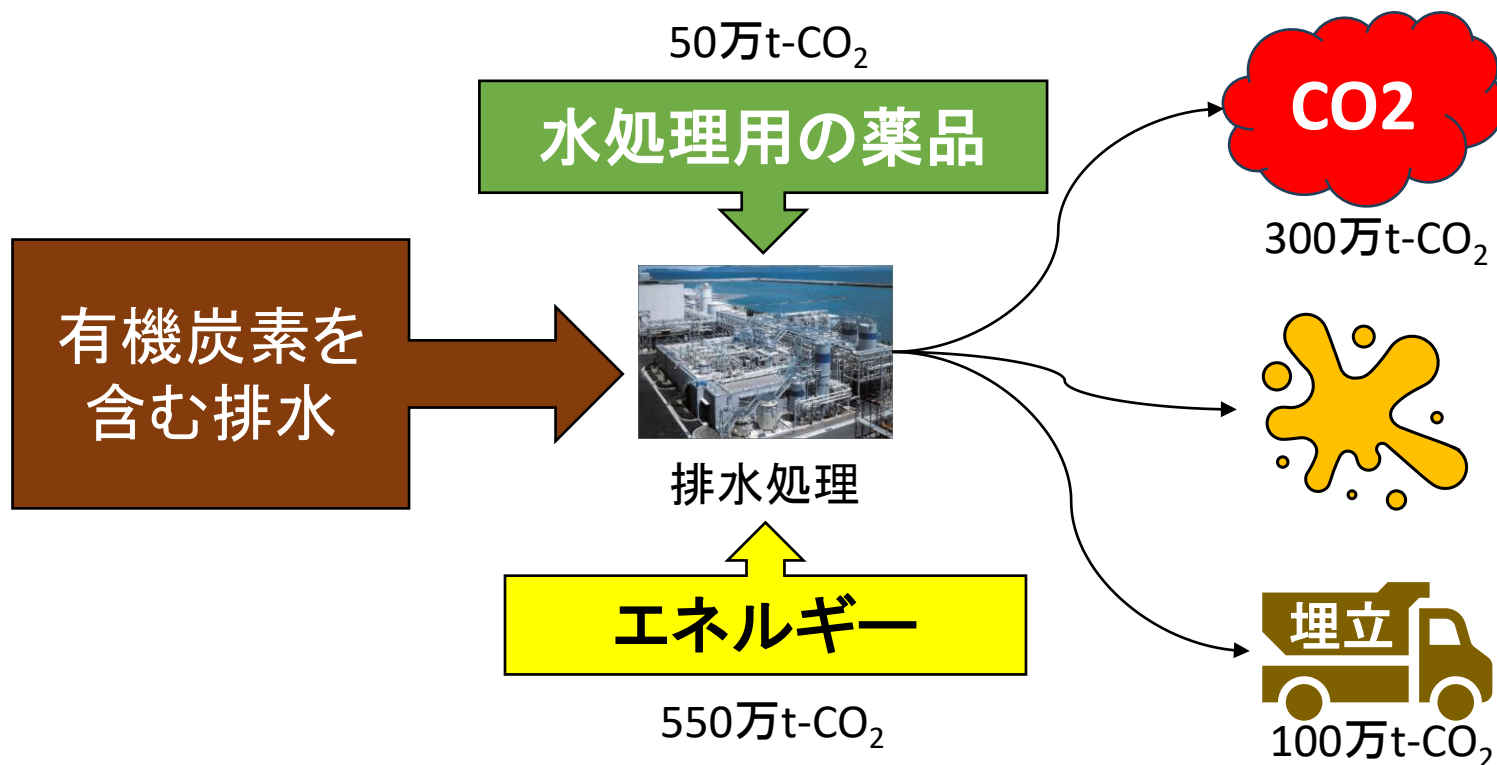 50万t-CO₂
水処理用の薬品
CO2
300万t-CO₂
有機炭素を
含む排水
排水処理
エネルギー
550万t-CO₂
埋立
100万t-CO₂